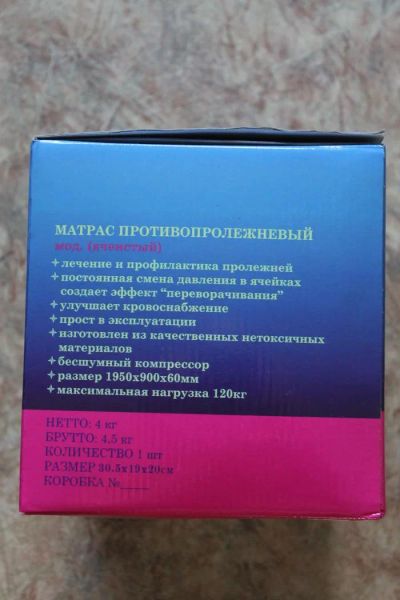 МАТРАС ПРОТИВОПРОЛЕЖНЕВЫЙ
мод. (ячеистый)
лечение и профилактика пролежней
постоянная смена давления в ячейках
создает эффект “переворачивания”
улучшает кровоснабжение
прост в эксплуатации
изготовлен из качественных нетоксичных
материалов
бесшумный компрессор
размер 1950х900х60мм
максимальная нагрузка 120кг
НЕТТО: 4 кг
БРУТТО: 4,5 кг
КОЛИЧЕСТВО 1 шт
РАЗМЕР 30.5х19х20см
КОРОБКА №____